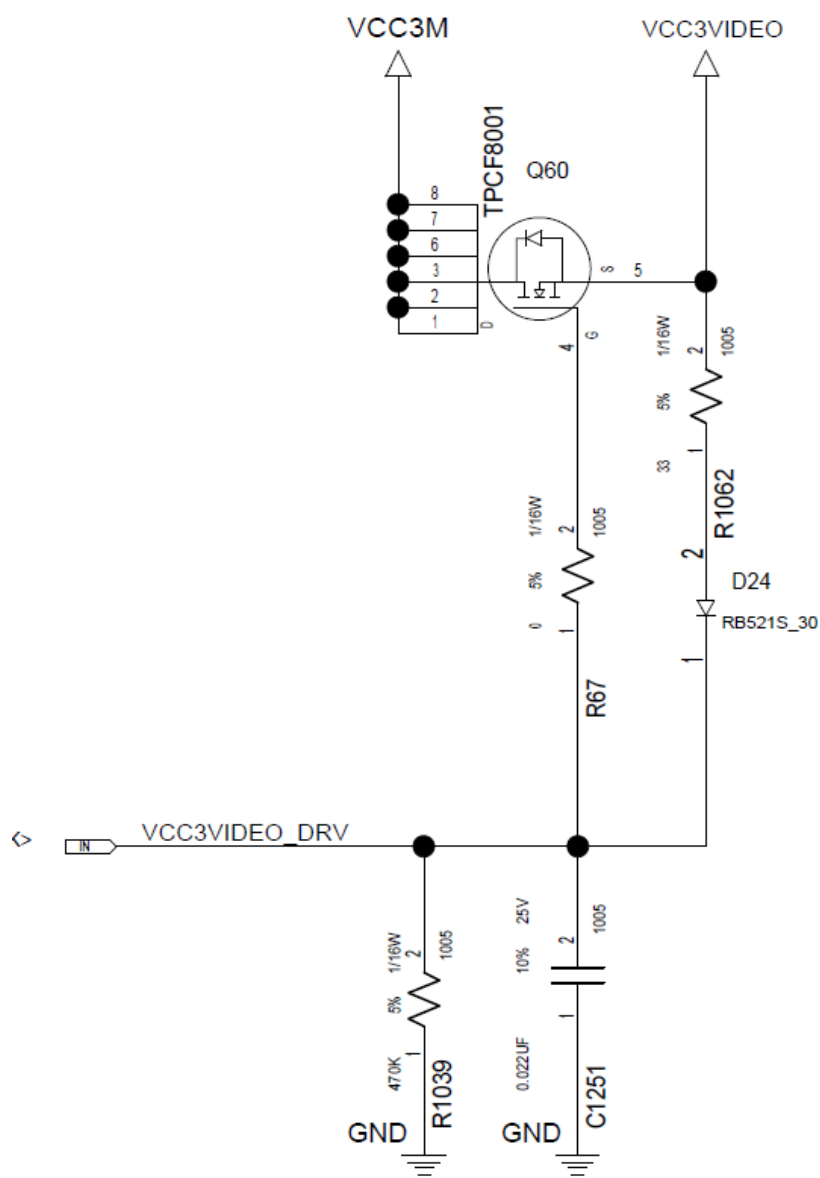 VCC3M
VCC3VIDEO
TPCF8001
Q60
8
7
6
3
2
1
D
S
5
4
G
1/16W
2
1005
5%
33
1
R1062
1/16W
2
1005
5%
0
1
R67
2
D24
RB521S_30
1
<>
IN
VCC3VIDEO_DRV
1/16W
2
1005
5%
470K
1
R1039
GND
25V
2
1005
10%
0.022UF
1
C1251
GND